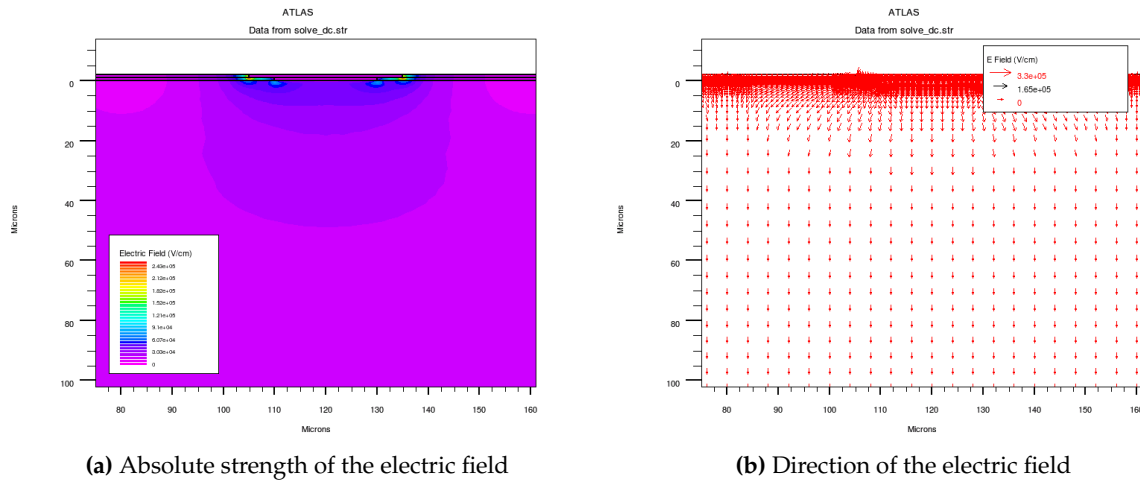 ATLAS
Data from solve_dc.str
0
20
40
60
80
100
Microns
Electric Field (V/cm)
2.43e+05
2.12e+05
1.82e+05
1.52e+05
1.21e+05
9.1e+04
6.07e+04
3.03e+04
0
80 90 100 110 120 130 140 150 160
Microns
(a) Absolute strength of the electric field
ATLAS
Data from solve_dc.str
E Field (V/cm)
3.3e+05
1.65e+05
0
0
20
40
60
80
100
Microns
80 90 100 110 120 130 140 150 160
Microns
(b) Direction of the electric field